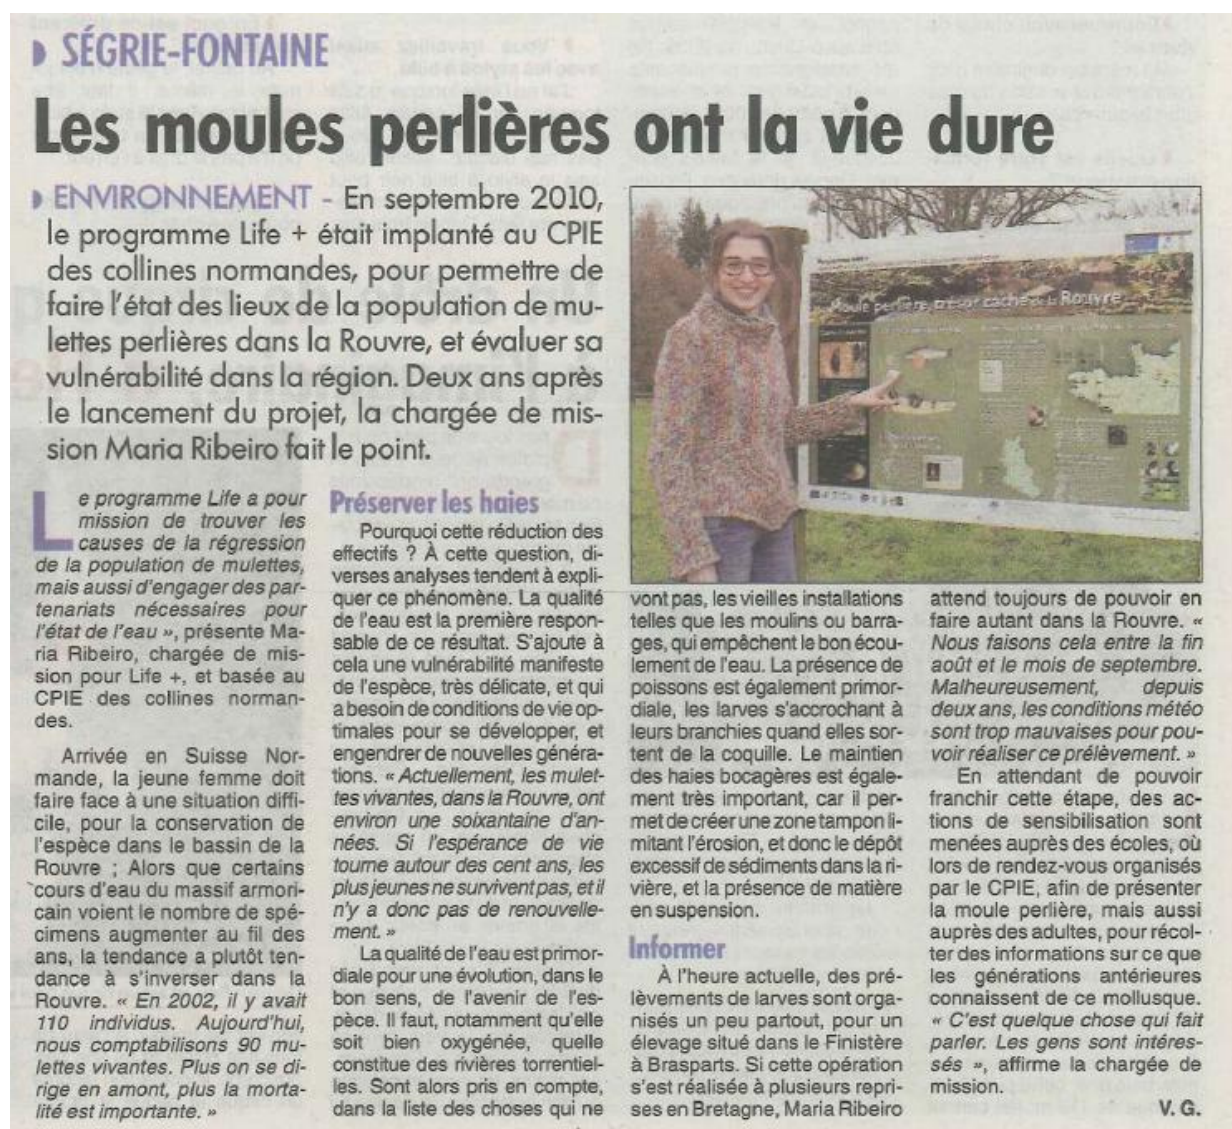 SÉGRIE-FONTAINE
Les moules perlières ont la vie dure
ENVIRONNEMENT - En septembre 2010,
le programme Life + était implanté au CPIE
des collines normandes, pour permettre de
faire l'état des lieux de la population de mu-
lettes perlières dans la Rouvre, et évaluer sa
vulnérabilité dans la région. Deux ans après
le lancement du projet, la chargée de mis-
sion Maria Ribeiro fait le point.
Moule perlière, trésor caché de la Rouvre
Le programme Life a pour
mission de trouver les
causes de la régression
de la population de mulettes,
mais aussi d'engager des par-
tenariats nécessaires pour
l'état de l'eau », présente Ma-
ria Ribeiro, chargée de mis-
sion pour Life +, et basée au
CPIE des collines norman-
des.
Arrivée en Suisse Nor-
mande, la jeune femme doit
faire face à une situation diffi-
cile, pour la conservation de
l'espèce dans le bassin de la
Rouvre ; Alors que certains
cours d'eau du massif armori-
cain voient le nombre de spé-
cimens augmenter au fil des
ans, la tendance a plutôt ten-
dance à s'inverser dans la
Rouvre. « En 2002, il y avait
110 individus. Aujourd'hui,
nous comptabilisons 90 mu-
lettes vivantes. Plus on se di-
rige en amont, plus la morta-
lité est importante. »
Préserver les haies
Pourquoi cette réduction des
effectifs ? À cette question, di-
verses analyses tendent à expli-
quer ce phénomène. La qualité
de l'eau est la première respon-
sable de ce résultat. S'ajoute à
cela une vulnérabilité manifeste
de l'espèce, très délicate, et qui
a besoin de conditions de vie op-
timales pour se développer, et
engendrer de nouvelles généra-
tions. « Actuellement, les mulet-
tes vivantes, dans la Rouvre, ont
environ une soixantaine d'an-
nées. Si l'espérance de vie
tourne autour des cent ans, les
plus jeunes ne survivent pas, et il
n'y a donc pas de renouvelle-
ment. »
La qualité de l'eau est primor-
diale pour une évolution, dans le
bon sens, de l'avenir de l'es-
pèce. Il faut, notamment qu'elle
soit bien oxygénée, quelle
constitue des rivières torrentiel-
les. Sont alors pris en compte,
dans la liste des choses qui ne
vont pas, les vieilles installations
telles que les moulins ou barra-
ges, qui empêchent le bon écou-
lement de l'eau. La présence de
poissons est également primor-
diale, les larves s'accrochant à
leurs branchies quand elles sor-
tent de la coquille. Le maintien
des haies bocagères est égale-
ment très important, car il per-
met de créer une zone tampon li-
mitant l'érosion, et donc le dépôt
excessif de sédiments dans la ri-
vière, et la présence de matière
en suspension.
Informer
À l'heure actuelle, des pré-
lèvements de larves sont orga-
nisés un peu partout, pour un
élevage situé dans le Finistère
à Brasparts. Si cette opération
s'est réalisée à plusieurs repri-
ses en Bretagne, Maria Ribeiro
attend toujours de pouvoir en
faire autant dans la Rouvre. «
Nous faisons cela entre la fin
août et le mois de septembre.
Malheureusement, depuis
deux ans, les conditions météo
sont trop mauvaises pour pou-
voir réaliser ce prélèvement. »
En attendant de pouvoir
franchir cette étape, des ac-
tions de sensibilisation sont
menées auprès des écoles, où
lors de rendez-vous organisés
par le CPIE, afin de présenter
la moule perlière, mais aussi
auprès des adultes, pour récol-
ter des informations sur ce que
les générations antérieures
connaissent de ce mollusque.
« C'est quelque chose qui fait
parler. Les gens sont intéres-
sés », affirme la chargée de
mission.
V. G.